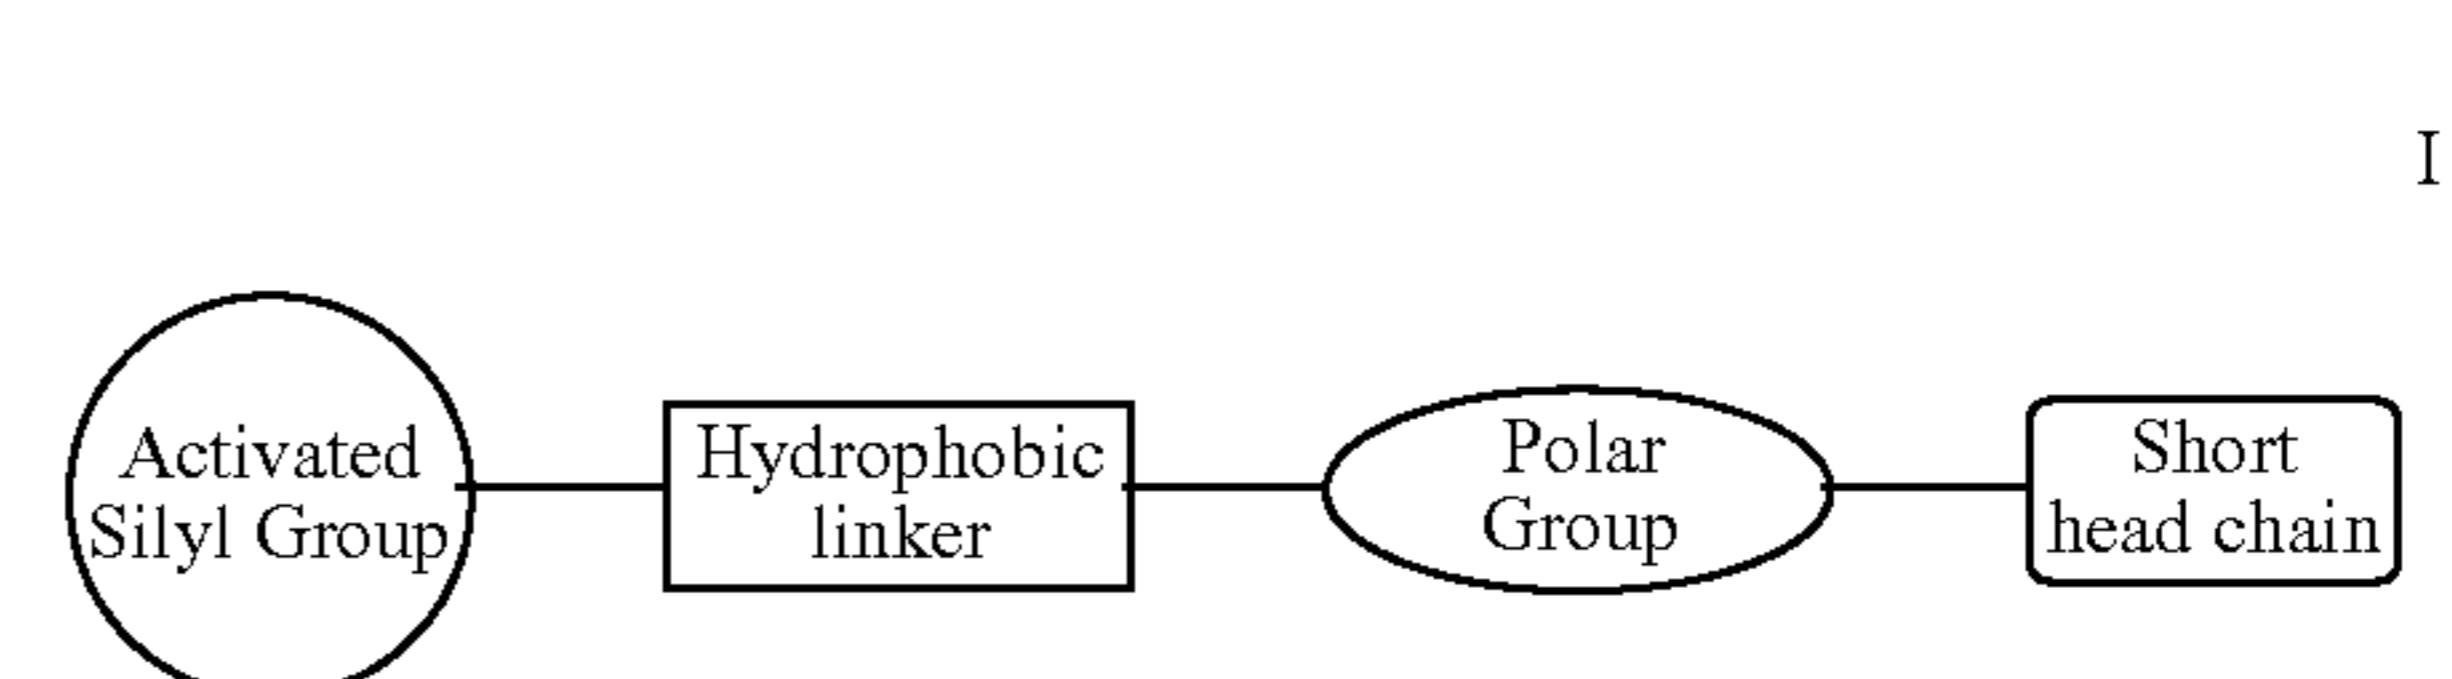 I
Activated
Silyl Group
Hydrophobic
linker
Polar
Group
Short
head chain